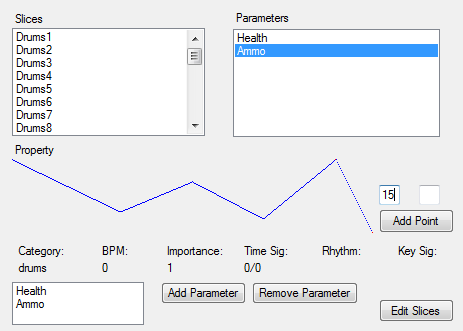 Slices Parameters
Drums1
Drums2
Drums3
Drums4
Drums5
Drums6
Drums7
Drums8
Health
Ammo
Property
15
Add Point
Category: BPM: Importance: Time Sig: Rhythm: Key Sig:
drums 0 1 0/0
Health
Ammo
Add Parameter Remove Parameter
Edit Slices